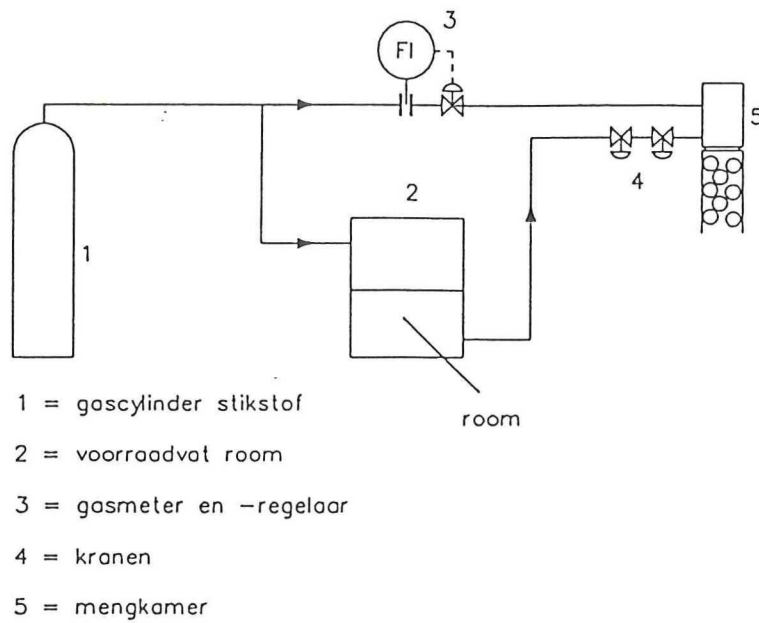 3
FI
5
4
2
1
room
1 = gascylinder stikstof
2 = voorraadvat room
3 = gasmeter en -regelaar
4 = kranen
5 = mengkamer